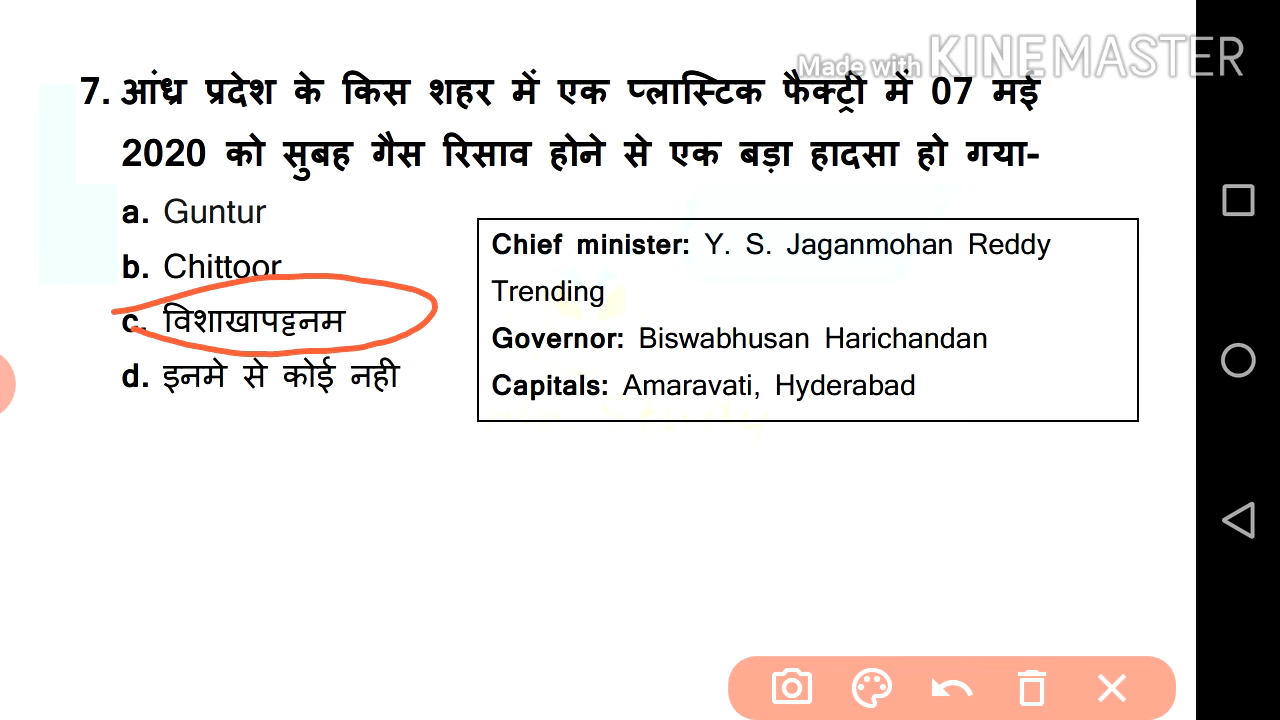 Made with KINEMASTER
7. आंध्र प्रदेश के किस शहर में एक प्लास्टिक फैक्ट्री में 07 मई
2020 को सुबह गैस रिसाव होने से एक बड़ा हादसा हो गया-
a. Guntur
b. Chittoor
c. विशाखापट्टनम
d. इनमे से कोई नही
Chief minister: Y. S. Jaganmohan Reddy
Trending
Governor: Biswabhusan Harichandan
Capitals: Amaravati, Hyderabad